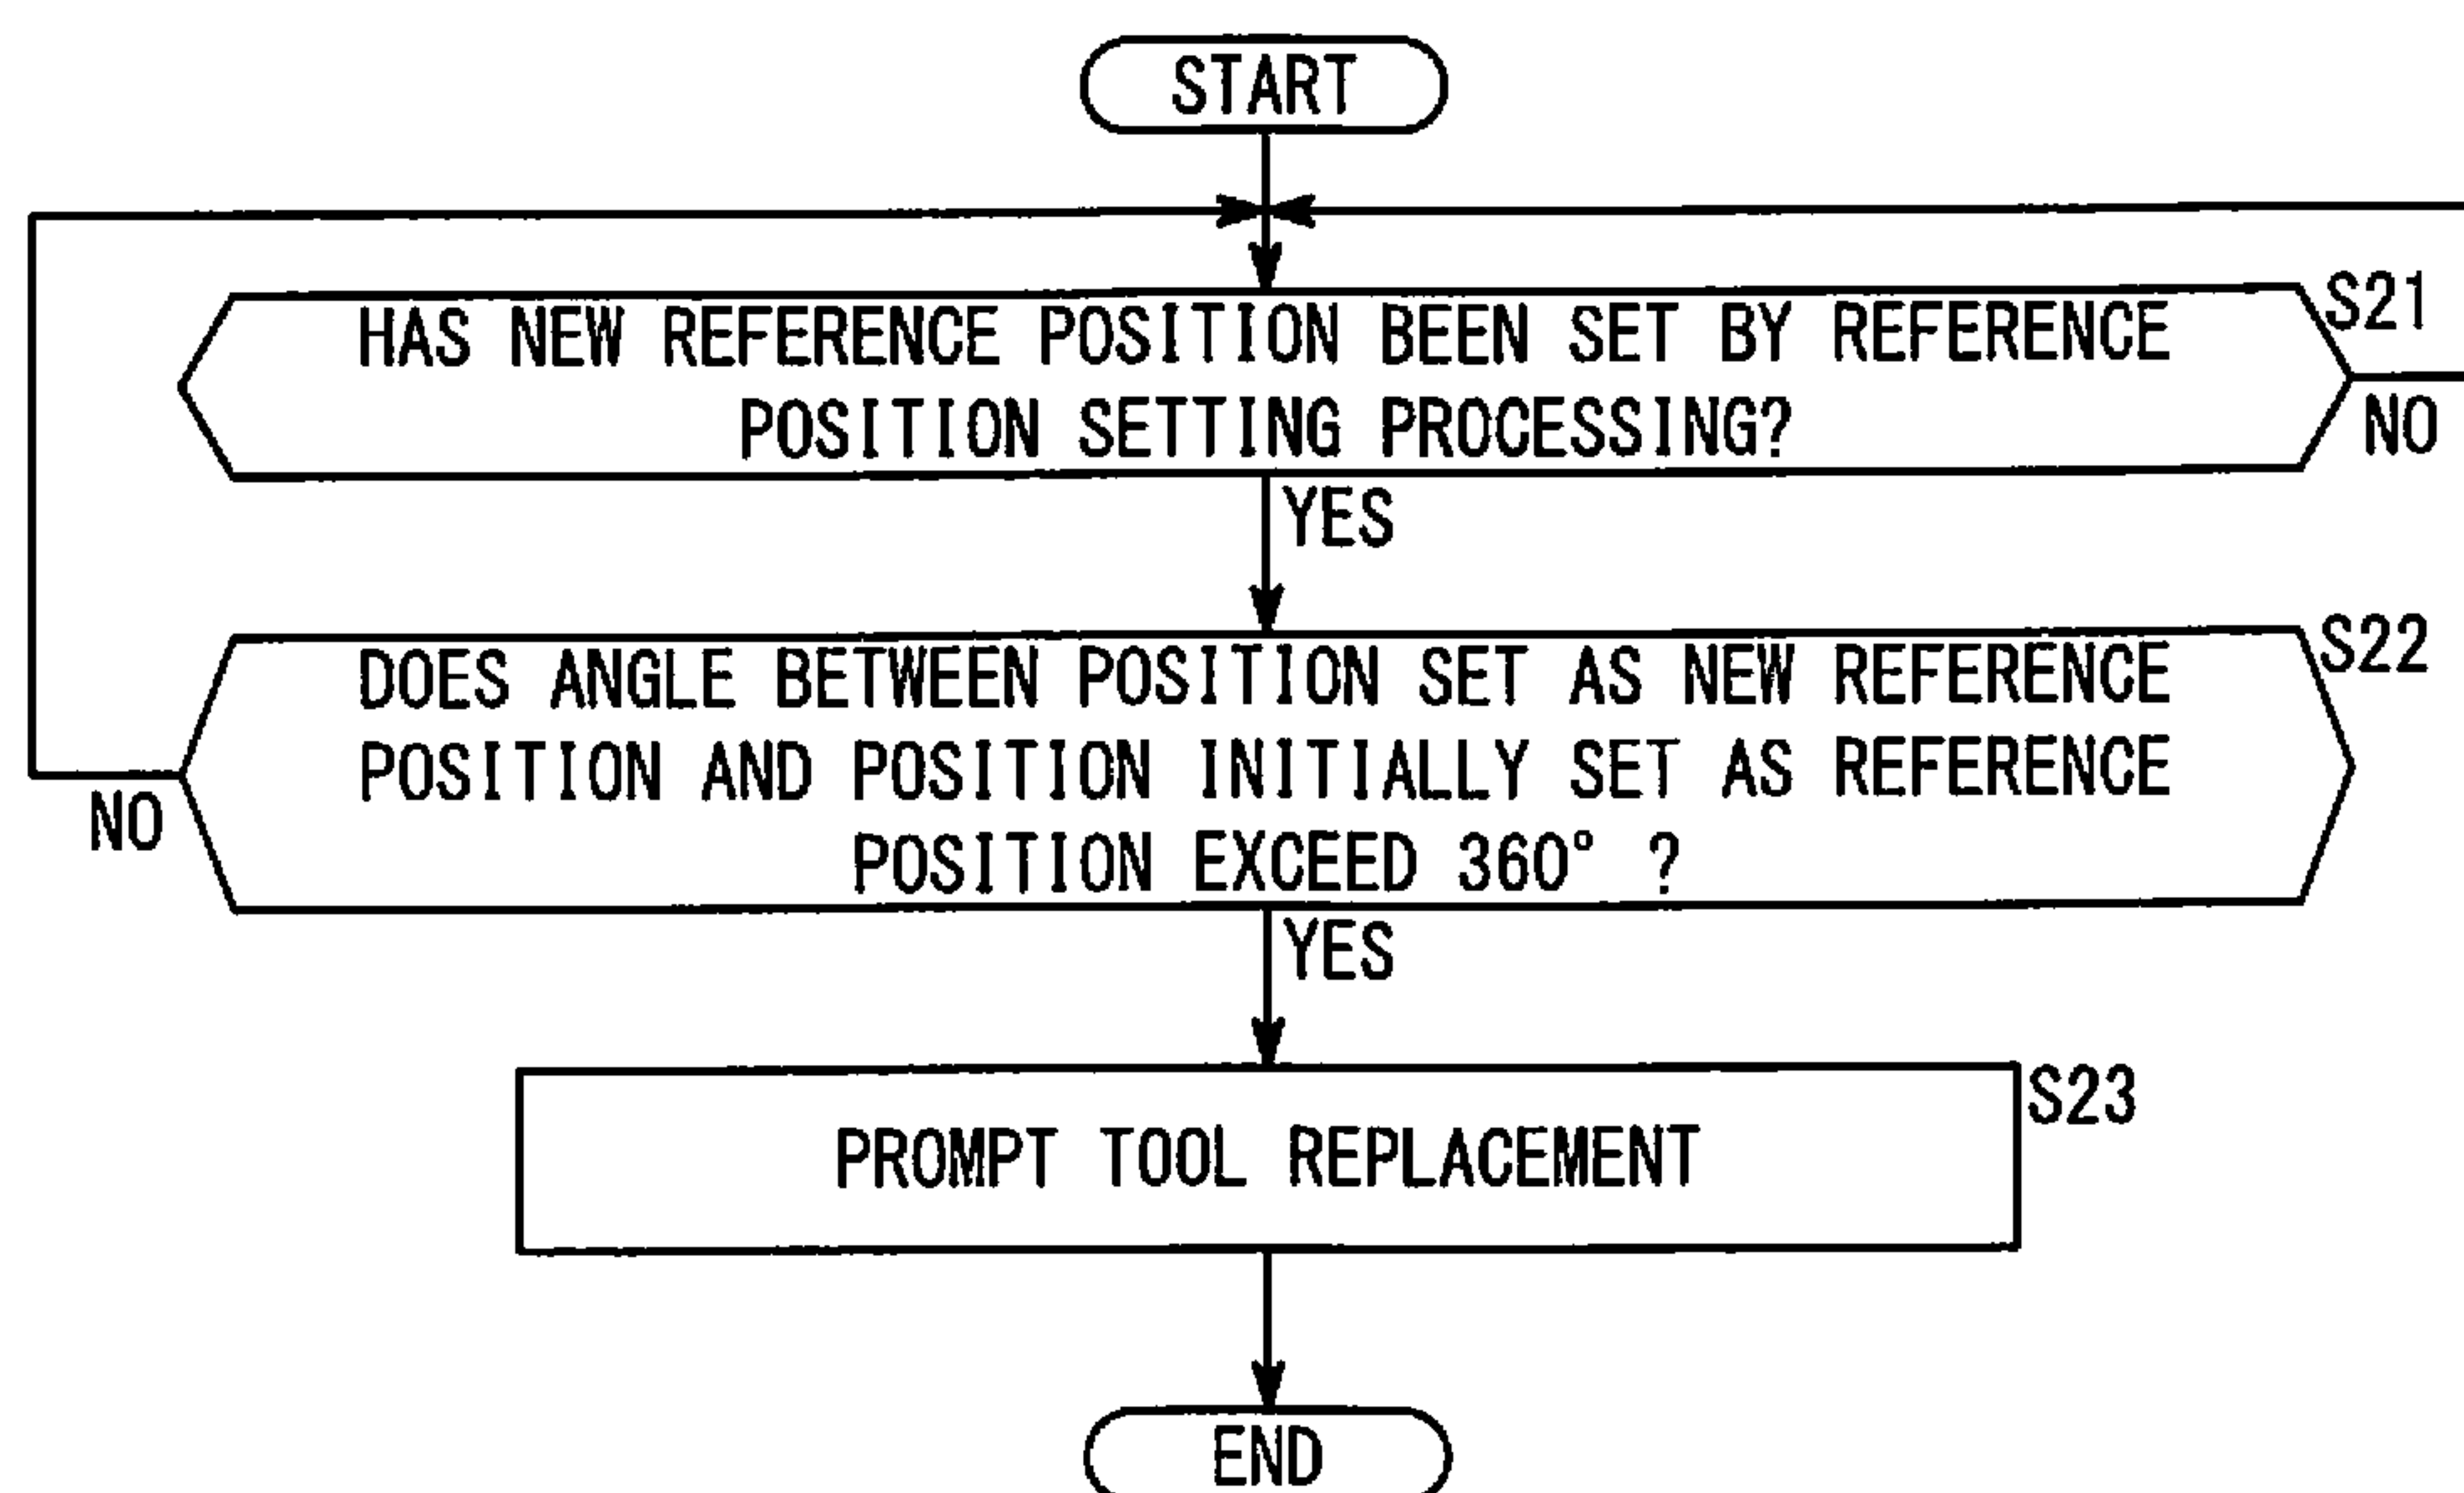 START
HAS NEW REFERENCE POSITION BEEN SET BY REFERENCE
POSITION SETTING PROCESSING?
S21
NO
YES
DOES ANGLE BETWEEN POSITION SET AS NEW REFERENCE
POSITION AND POSITION INITIALLY SET AS REFERENCE
POSITION EXCEED 360° ?
S22
NO
YES
PROMPT TOOL REPLACEMENT
S23
END